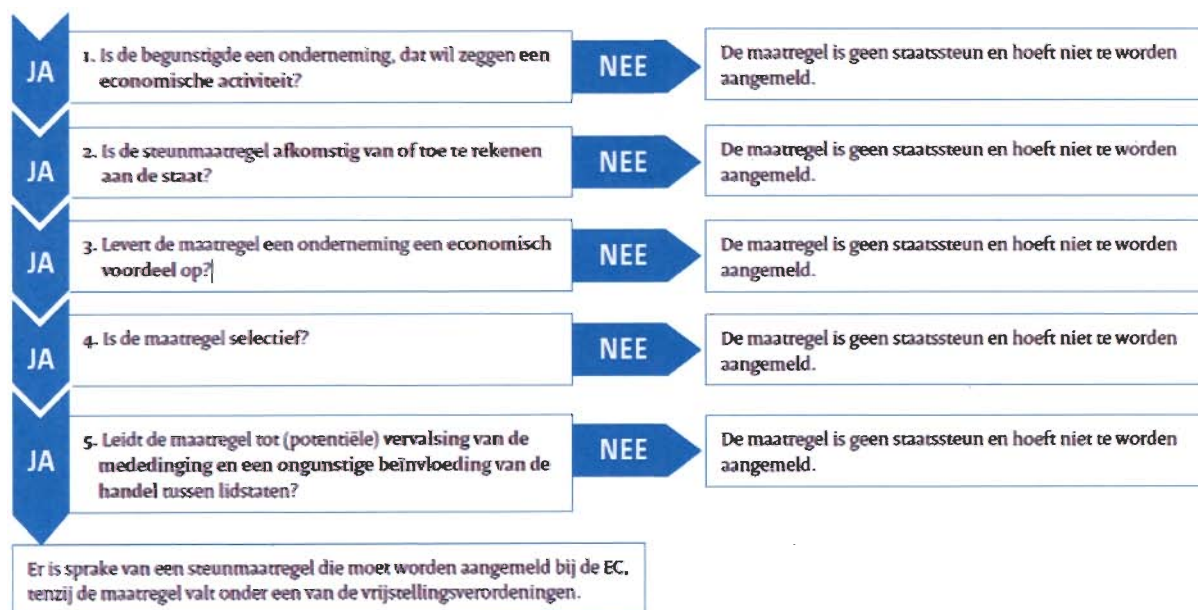 JA
1. Is de begunstigde een onderneming, dat wil zeggen een
economische activiteit?
NEE
De maatregel is geen staatssteun en hoeft niet te worden
aangemeld.
JA
2. Is de steunmaatregel afkomstig van of toe te rekenen
aan de staat?
NEE
De maatregel is geen staatssteun en hoeft niet te worden
aangemeld.
JA
3. Levert de maatregel een onderneming een economisch
voordeel op?
NEE
De maatregel is geen staatssteun en hoeft niet te worden
aangemeld.
JA
4. Is de maatregel selectief?
NEE
De maatregel is geen staatssteun en hoeft niet te worden
aangemeld.
JA
5. Leidt de maatregel tot (potentiële) vervalsing van de
mededinging en een ongunstige beïnvloeding van de
handel tussen lidstaten?
NEE
De maatregel is geen staatssteun en hoeft niet te worden
aangemeld.
Er is sprake van een steunmaatregel die moet worden aangemeld bij de EC,
tenzij de maatregel valt onder een van de vrijstellingsverordeningen.